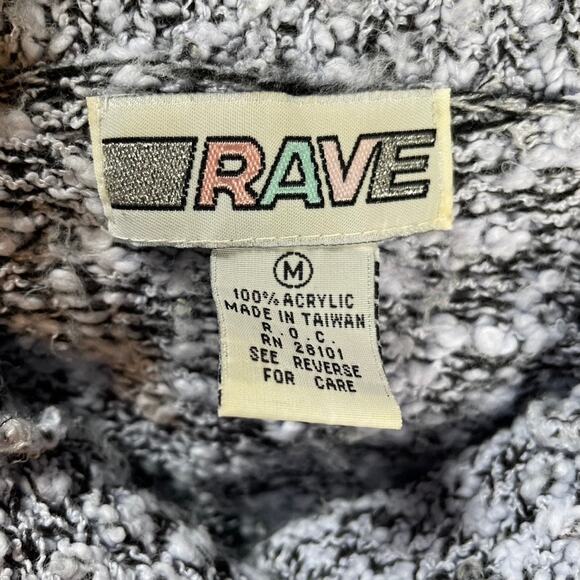 RAVE
M
100% ACRYLIC
MADE IN TAIWAN
R. O. C.
RN 28101
SEE REVERSE
FOR CARE